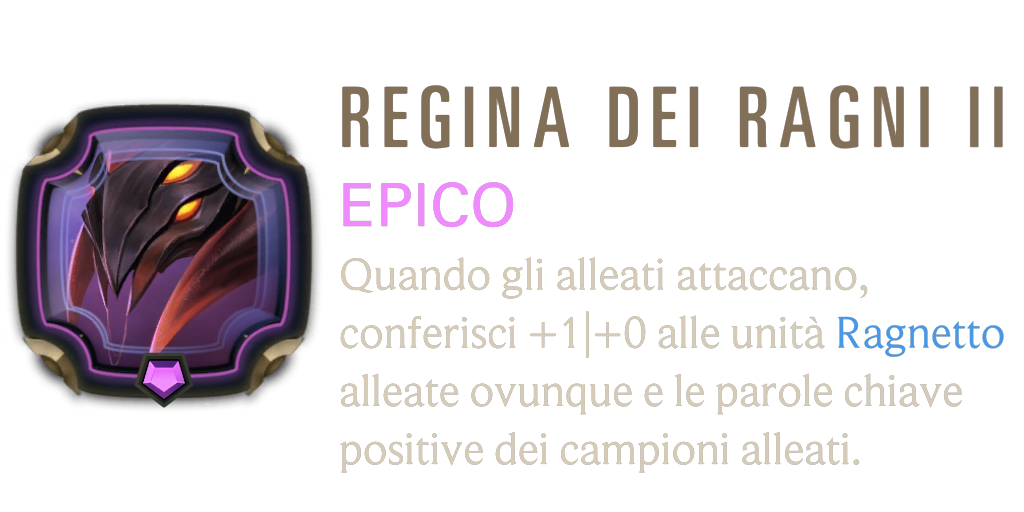 REGINA DEI RAGNI II
EPICO
Quando gli alleati attaccano,
conferisci +1|+0 alle unità Ragnetto
alleate ovunque e le parole chiave
positive dei campioni alleati.